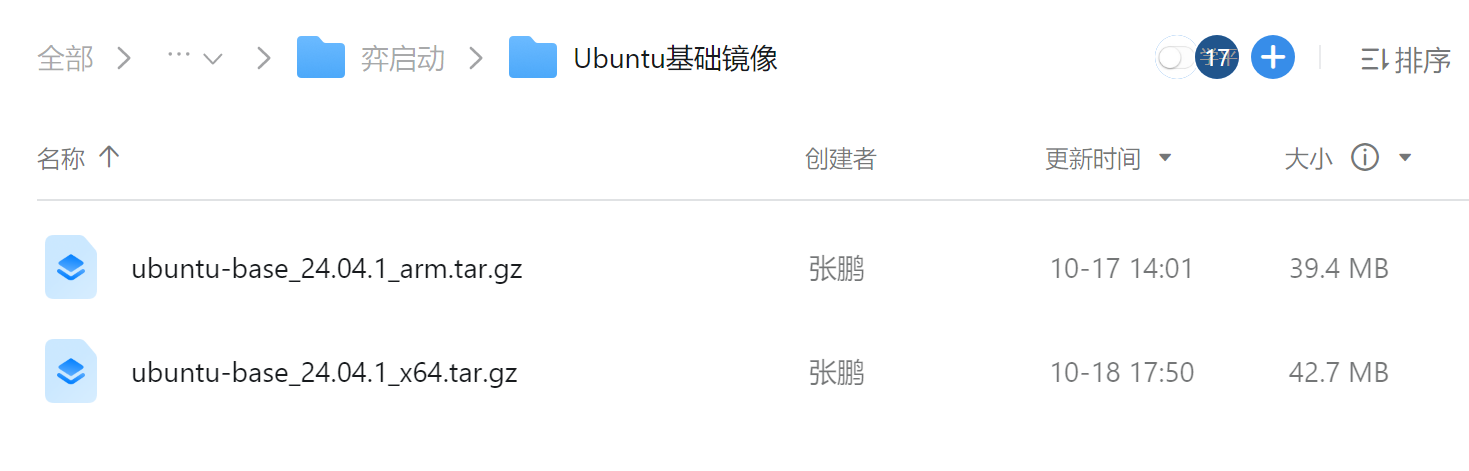 全部 > ... > 弈启动 > Ubuntu基础镜像 17 排序
名称 创建者 更新时间 大小
ubuntu-base_24.04.1_arm.tar.gz 张鹏 10-17 14:01 39.4 MB
ubuntu-base_24.04.1_x64.tar.gz 张鹏 10-18 17:50 42.7 MB